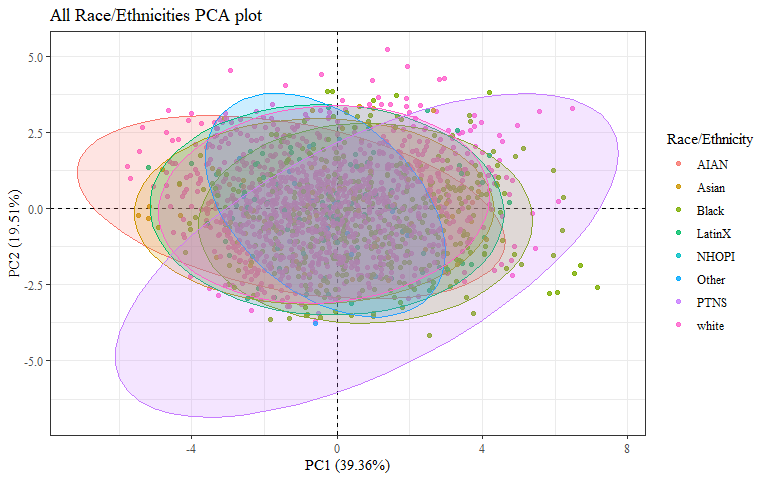 All Race/Ethnicities PCA plot
5.0
2.5
0.0
-2.5
-5.0
PC2 (19.51%)
-4
0
4
8
PC1 (39.36%)
Race/Ethnicity
AIAN
Asian
Black
LatinX
NHOPI
Other
PTNS
white